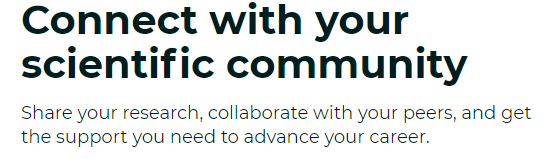 Connect with your
scientific community
Share your research, collaborate with your peers, and get
the support you need to advance your career.